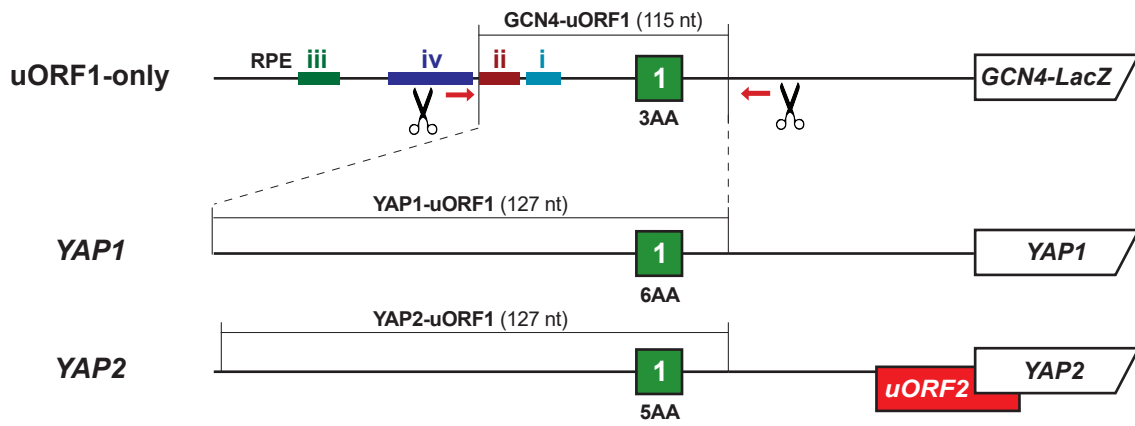 GCN4-uORF1 (115 nt)
uORF1-only RPE iii iv ii i 1 GCN4-LacZ
3AA
YAP1-uORF1 (127 nt)
YAP1 1 YAP1
6AA
YAP2-uORF1 (127 nt)
YAP2 1 uORF2 YAP2
5AA